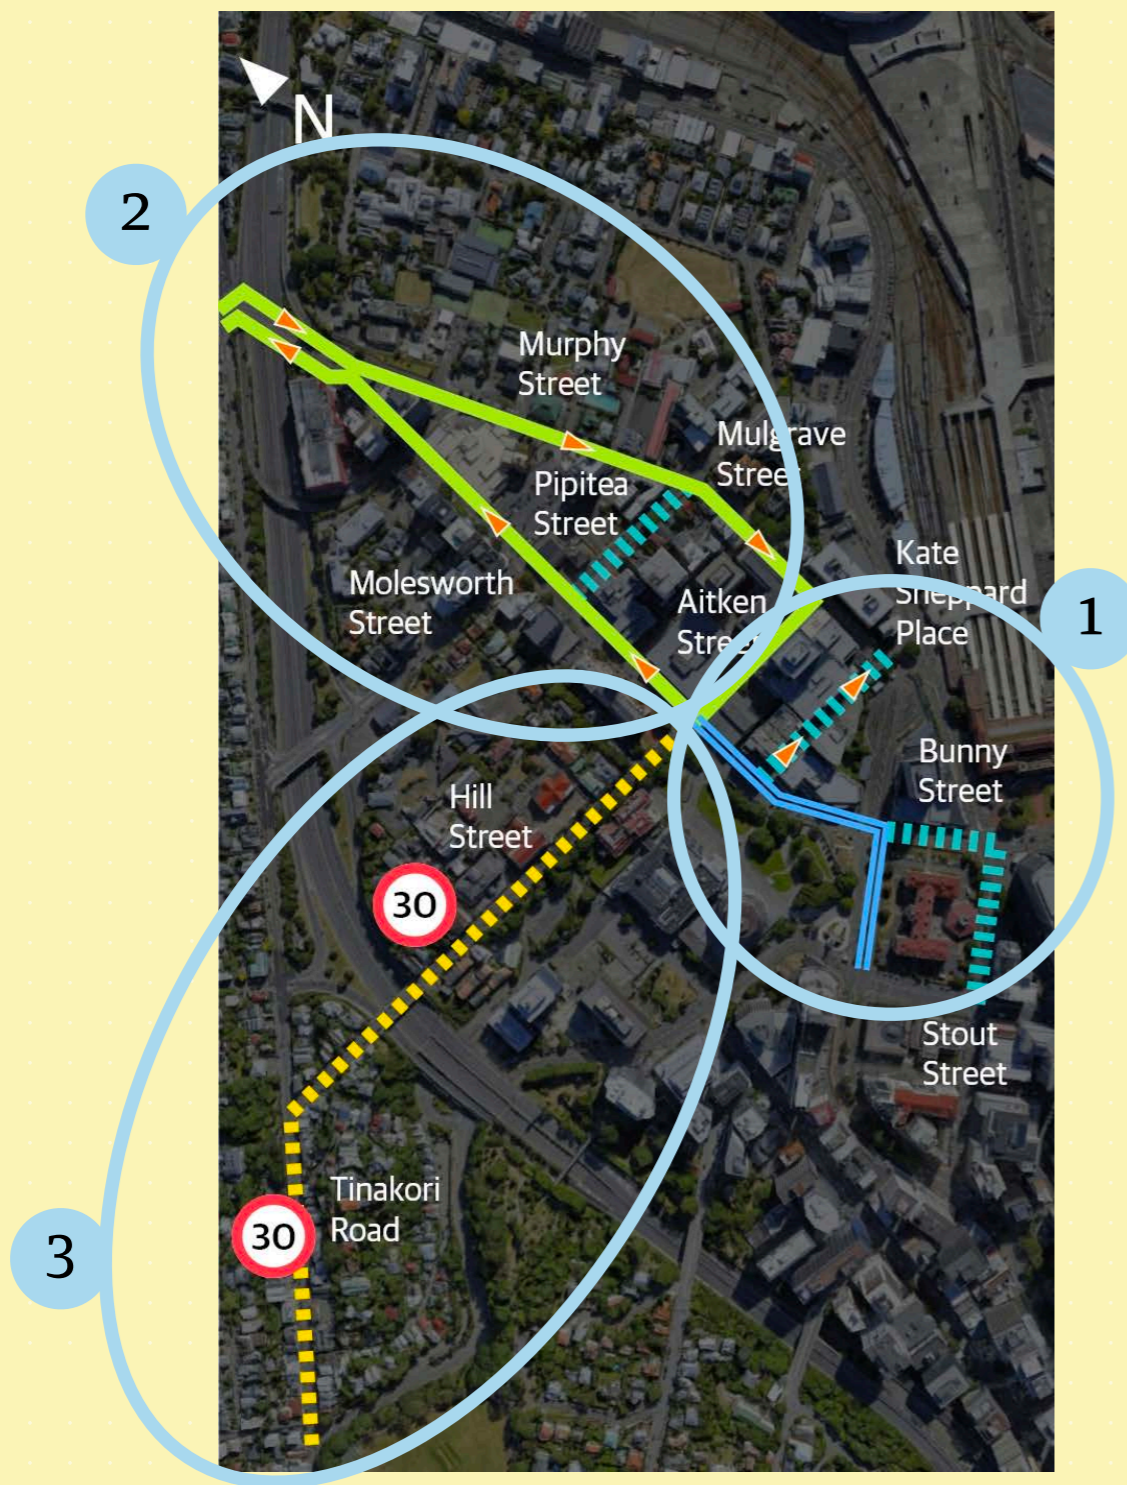 N
2
Murphy
Street
Mulgrave
Street
Pipitea
Street
Kate
Sheppard
Place
Molesworth
Street
Aitken
Street
1
Bunny
Street
Hill
Street
30
Stout
Street
Tinakori
Road
30
3